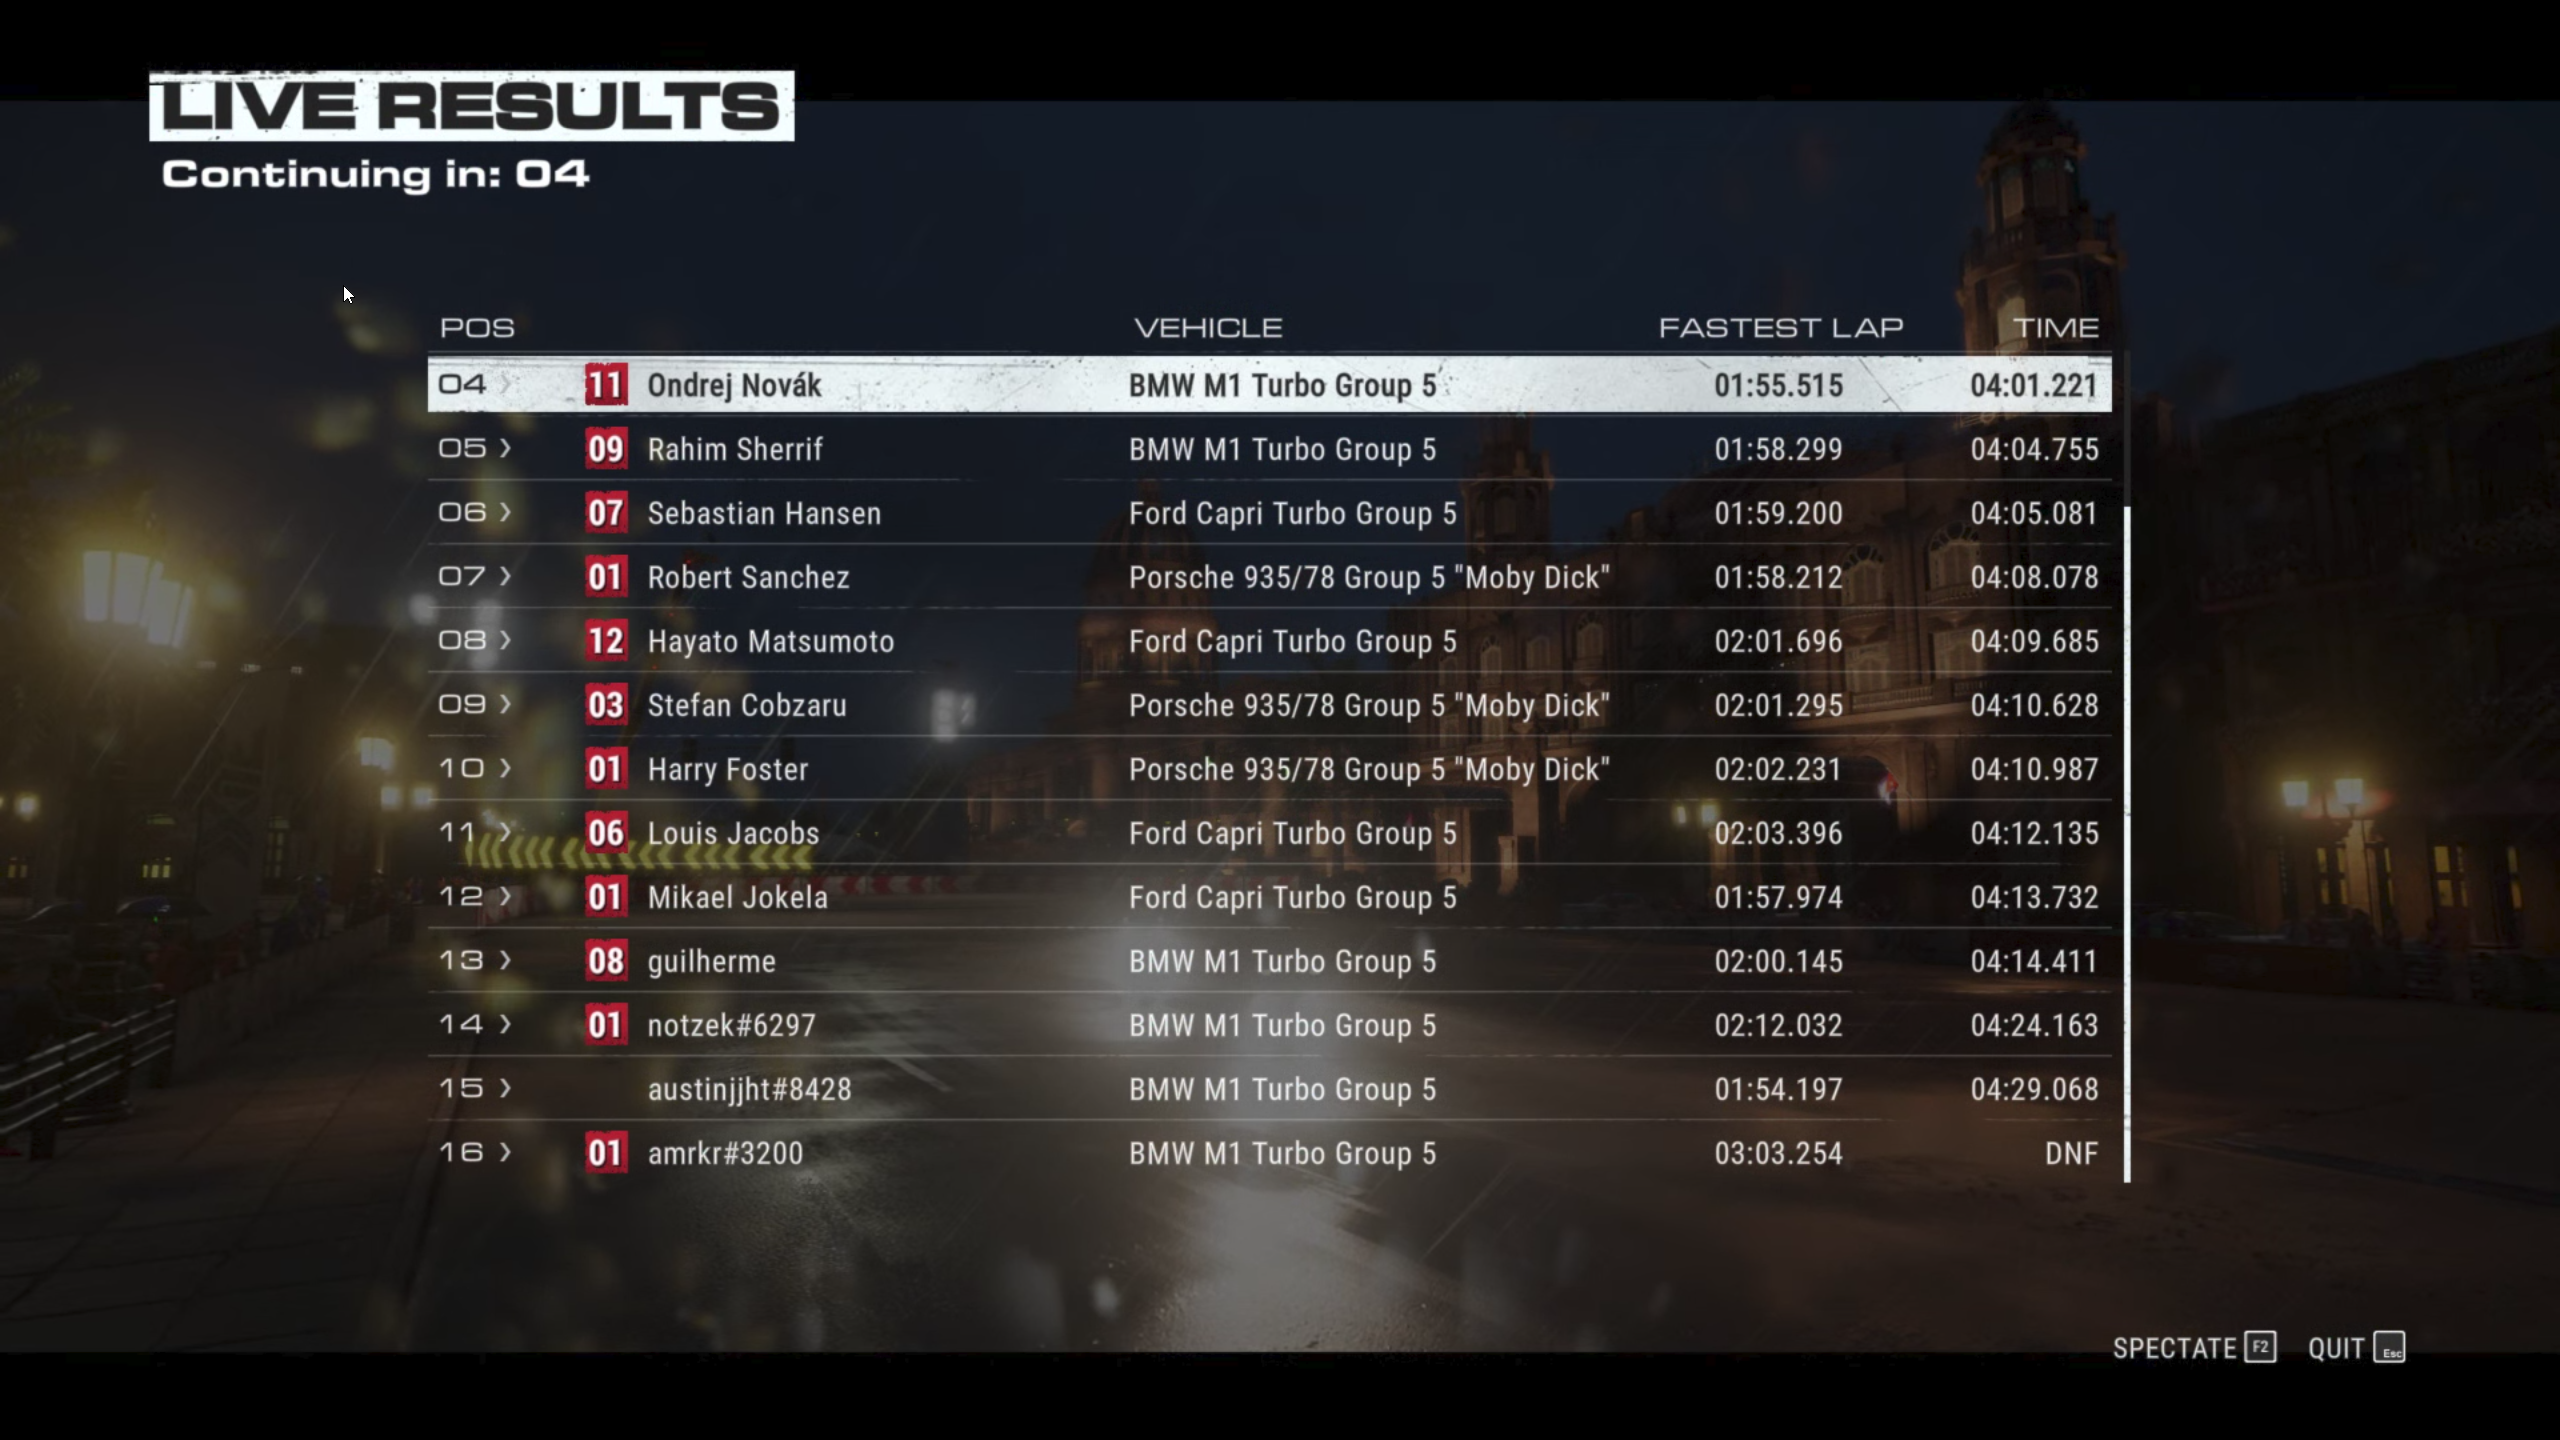 LIVE RESULTS
Continuing in: 04
POS VEHICLE FASTEST LAP TIME
04 › 11 Ondrej Novák BMW M1 Turbo Group 5 01:55.515 04:01.221
05 › 09 Rahim Sherrif BMW M1 Turbo Group 5 01:58.299 04:04.755
06 › 07 Sebastian Hansen Ford Capri Turbo Group 5 01:59.200 04:05.081
07 › 01 Robert Sanchez Porsche 935/78 Group 5 "Moby Dick" 01:58.212 04:08.078
08 › 12 Hayato Matsumoto Ford Capri Turbo Group 5 02:01.696 04:09.685
09 › 03 Stefan Cobzaru Porsche 935/78 Group 5 "Moby Dick" 02:01.295 04:10.628
10 › 01 Harry Foster Porsche 935/78 Group 5 "Moby Dick" 02:02.231 04:10.987
11 › 06 Louis Jacobs Ford Capri Turbo Group 5 02:03.396 04:12.135
12 › 01 Mikael Jokela Ford Capri Turbo Group 5 01:57.974 04:13.732
13 › 08 guilherme BMW M1 Turbo Group 5 02:00.145 04:14.411
14 › 01 notzek#6297 BMW M1 Turbo Group 5 02:12.032 04:24.163
15 › austinjjht#8428 BMW M1 Turbo Group 5 01:54.197 04:29.068
16 › 01 amrkr#3200 BMW M1 Turbo Group 5 03:03.254 DNF
SPECTATE F2 QUIT Esc